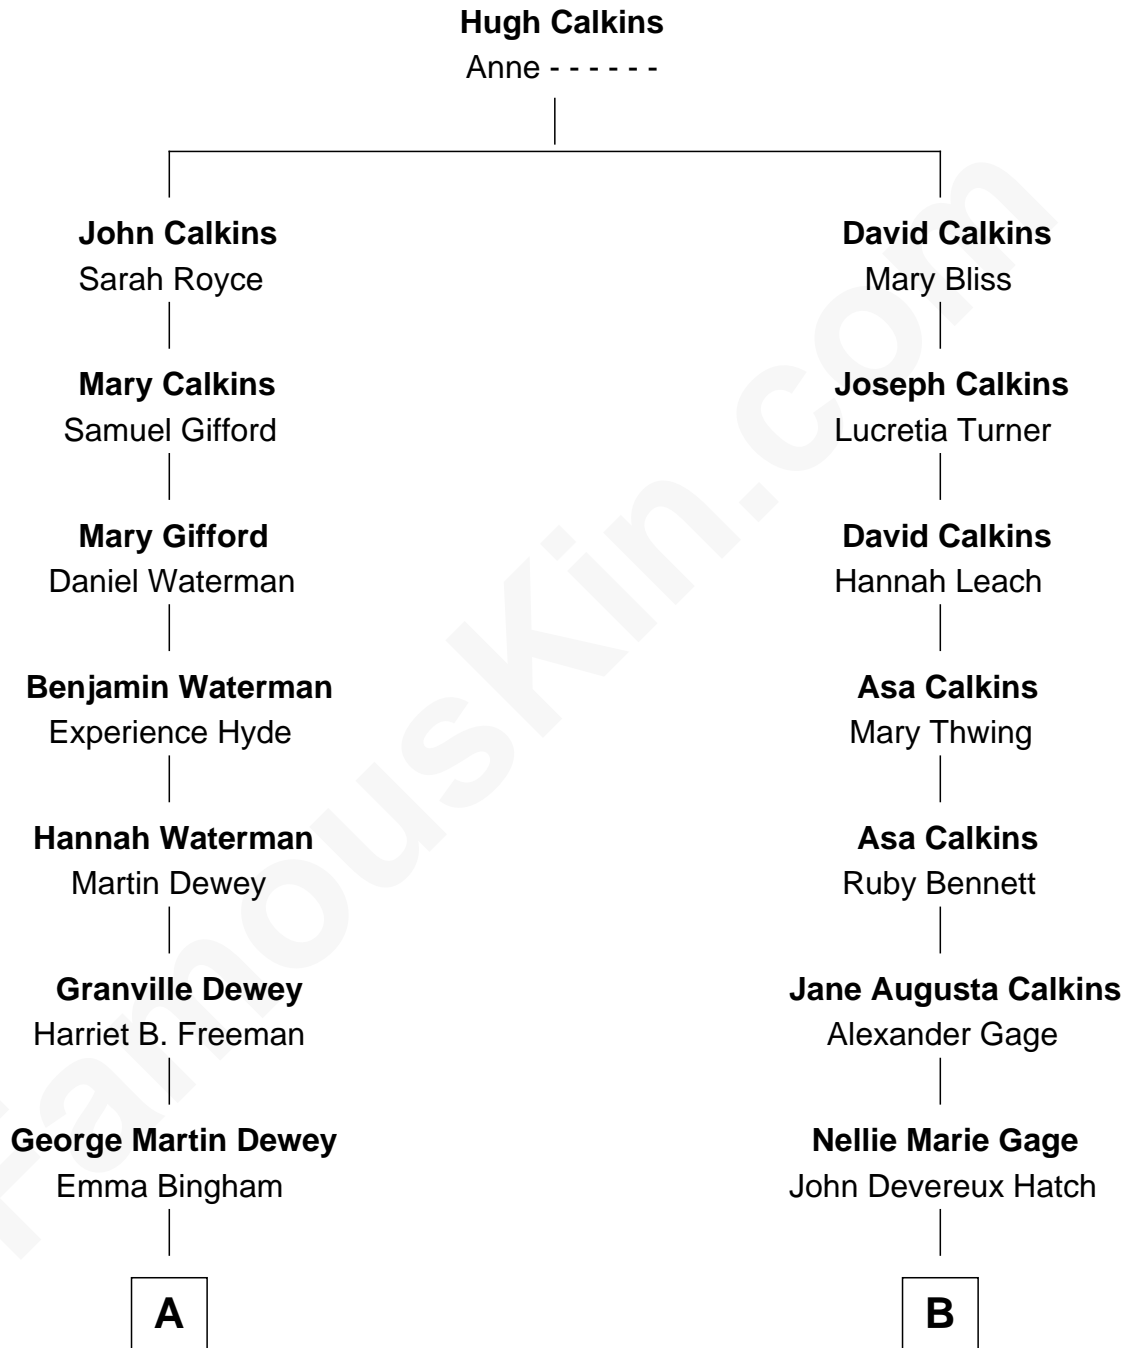 Hugh Calkins
Anne - - - - - -
John Calkins
Sarah Royce
David Calkins
Mary Bliss
Mary Calkins
Samuel Gifford
Joseph Calkins
Lucretia Turner
Mary Gifford
Daniel Waterman
David Calkins
Hannah Leach
Benjamin Waterman
Experience Hyde
Asa Calkins
Mary Thwing
Hannah Waterman
Martin Dewey
Asa Calkins
Ruby Bennett
Granville Dewey
Harriet B. Freeman
Jane Augusta Calkins
Alexander Gage
George Martin Dewey
Emma Bingham
Nellie Marie Gage
John Devereux Hatch
A
B
FamousKin.com